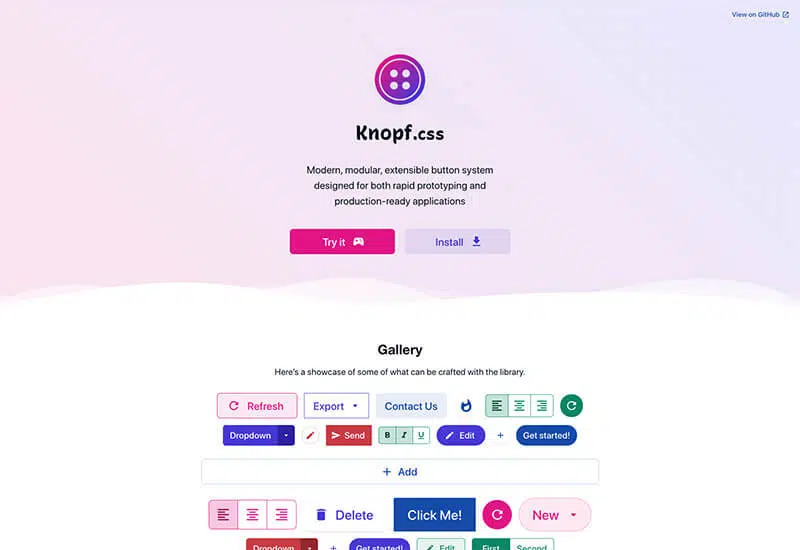 View on GitHub
Knopf.css
Modern, modular, extensible button system
designed for both rapid prototyping and
production-ready applications
Try it Install
Gallery
Here's a showcase of some of what can be crafted with the library.
Refresh Export Contact Us
Dropdown Send B I U Edit + Get started!
+ Add
Delete Click Me! New
Dropdown + Get started! Edit First Second